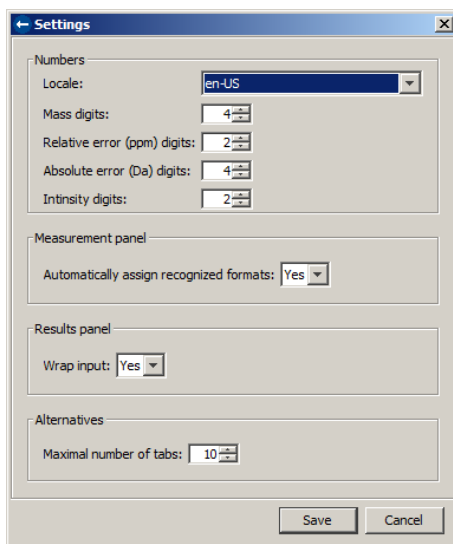 Settings
Numbers
Locale: en-US
Mass digits: 4
Relative error (ppm) digits: 2
Absolute error (Da) digits: 4
Intinsity digits: 2
Measurement panel
Automatically assign recognized formats: Yes
Results panel
Wrap input: Yes
Alternatives
Maximal number of tabs: 10
Save Cancel